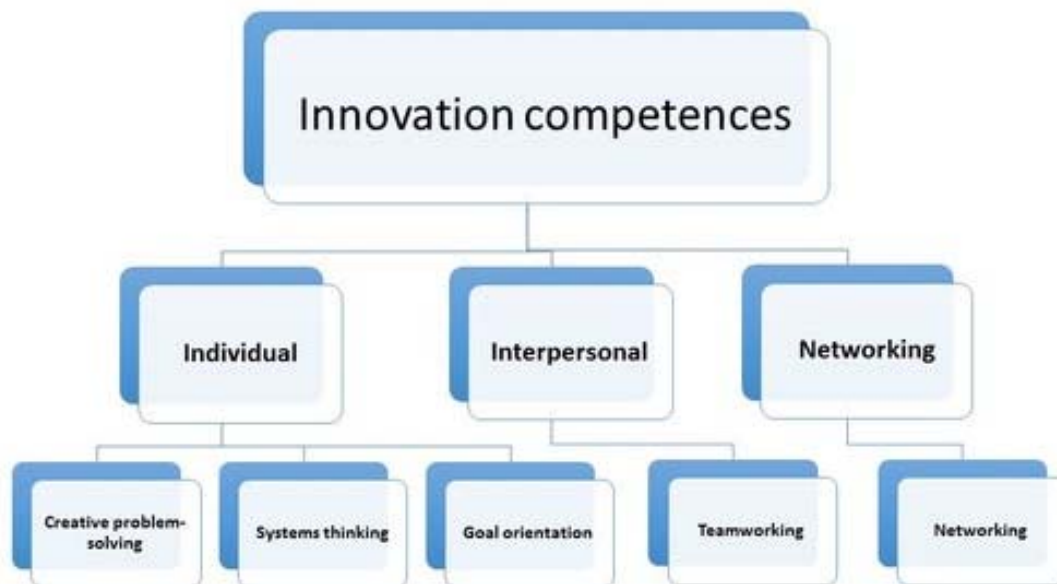 Innovation competences
Individual
Interpersonal
Networking
Creative problem-
solving
Systems thinking
Goal orientation
Teamworking
Networking